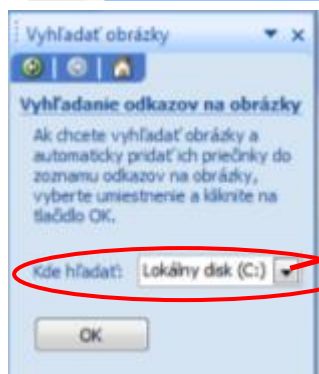 Vyhľadať obrázky
Vyhľadanie odkazov na obrázky
Ak chcete vyhľadať obrázky a
automaticky pridať ich priečinky do
zoznamu odkazov na obrázky,
vyberte umiestnenie a kliknite na
tlačidlo OK.
Kde hľadať: Lokálny disk (C:)
OK